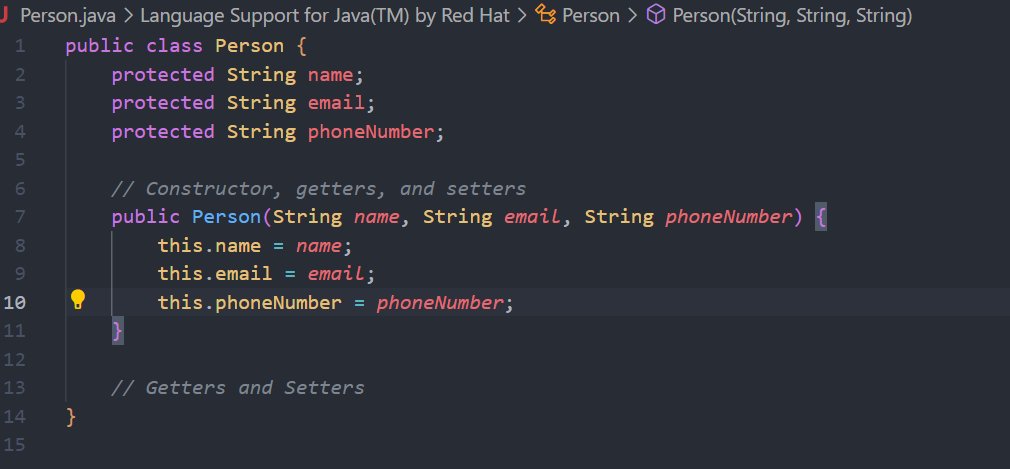 Person.java > Language Support for Java(TM) by Red Hat > Person > Person(String, String, String)
1 public class Person {
2     protected String name;
3     protected String email;
4     protected String phoneNumber;
5
6     // Constructor, getters, and setters
7     public Person(String name, String email, String phoneNumber) {
8         this.name = name;
9         this.email = email;
10         this.phoneNumber = phoneNumber;
11     }
12
13     // Getters and Setters
14 }
15